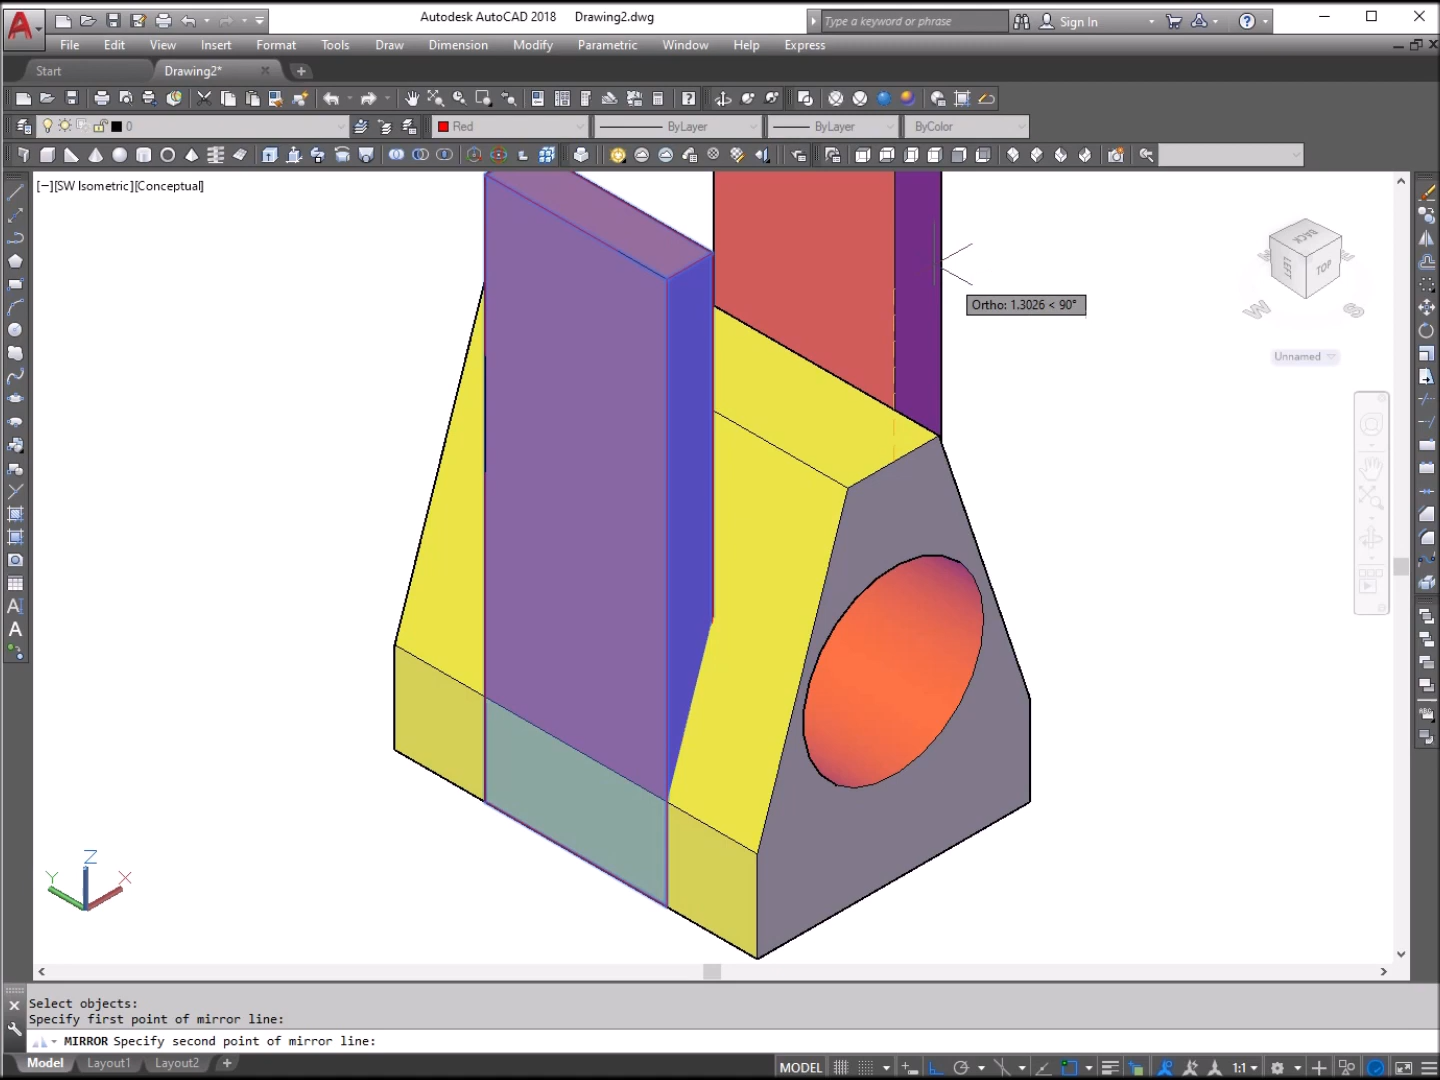 Autodesk AutoCAD 2018 Drawing2.dwg
Type a keyword or phrase
Sign In
File Edit View Insert Format Tools Draw Dimension Modify Parametric Window Help Express
Start
Drawing2*
0
Red
ByLayer
ByLayer
ByColor
[−][SW Isometric][Conceptual]
BACK
LEFT
TOP
W
S
Ortho: 1.3026 < 90°
Unnamed
A
A
Z
Y
X
Select objects:
Specify first point of mirror line:
MIRROR Specify second point of mirror line:
Model Layout1 Layout2 +
MODEL
1:1